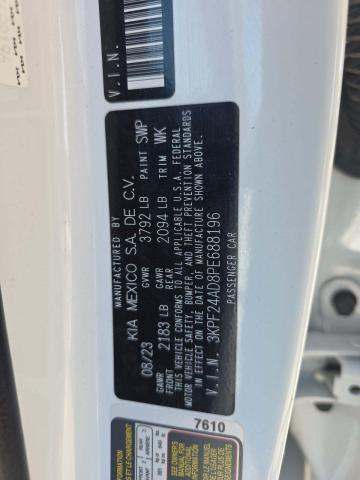 V.I.N.
MANUFACTURED BY
KIA MEXICO S.A. DE C.V.
08/23 GVWR 3792 LB PAINT SWP
GAWR FRONT 2183 LB GAWR REAR 2094 LB TRIM WK
THIS VEHICLE CONFORMS TO ALL APPLICABLE U.S.A. FEDERAL
MOTOR VEHICLE SAFETY, BUMPER, AND THEFT PREVENTION STANDARDS
IN EFFECT ON THE DATE OF MANUFACTURE SHOWN ABOVE.
V.I.N. 3KPF24AD8PE688196
PASSENGER CAR
7610